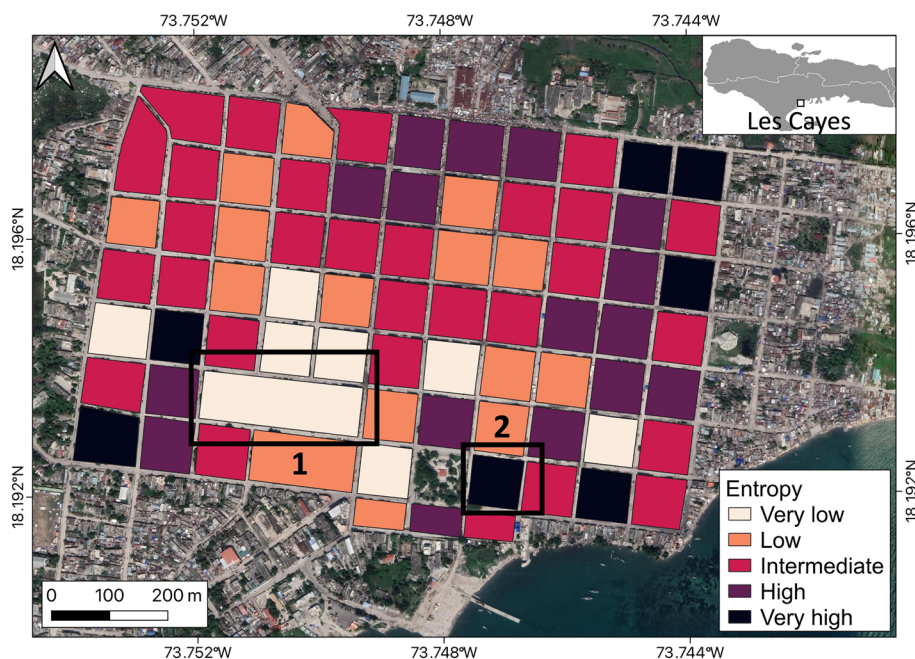 73.752°W 73.748°W 73.744°W
Les Cayes
18.196°N 18.196°N
2
1
18.192°N 18.192°N
Entropy
Very low
Low
Intermediate
High
Very high
0 100 200 m
73.752°W 73.748°W 73.744°W